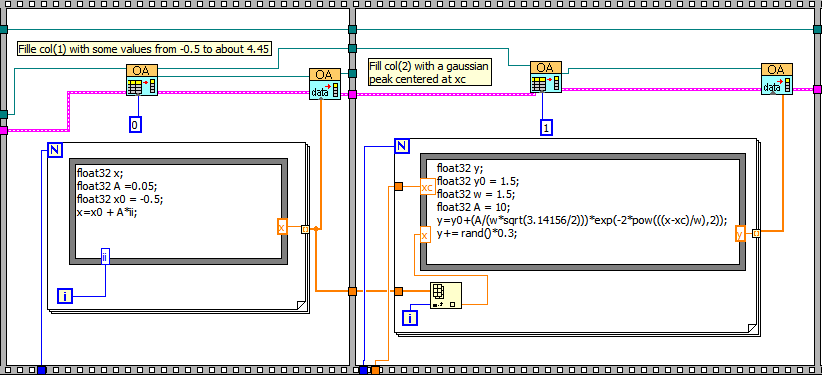 Fille col(1) with some values from -0.5 to about 4.45
OA
OA
data
0
N
float32 x;
float32 A =0.05;
float32 x0 = -0.5;
x=x0 + A*ii;
x
ii
i
Fill col(2) with a gaussian
peak centered at xc
OA
OA
data
1
N
float32 y;
float32 y0 = 1.5;
float32 w = 1.5;
float32 A = 10;
y=y0+(A/(w*sqrt(3.14156/2)))*exp(-2*pow(((x-xc)/w),2));
y+= rand()*0.3;
xc
x
y
i